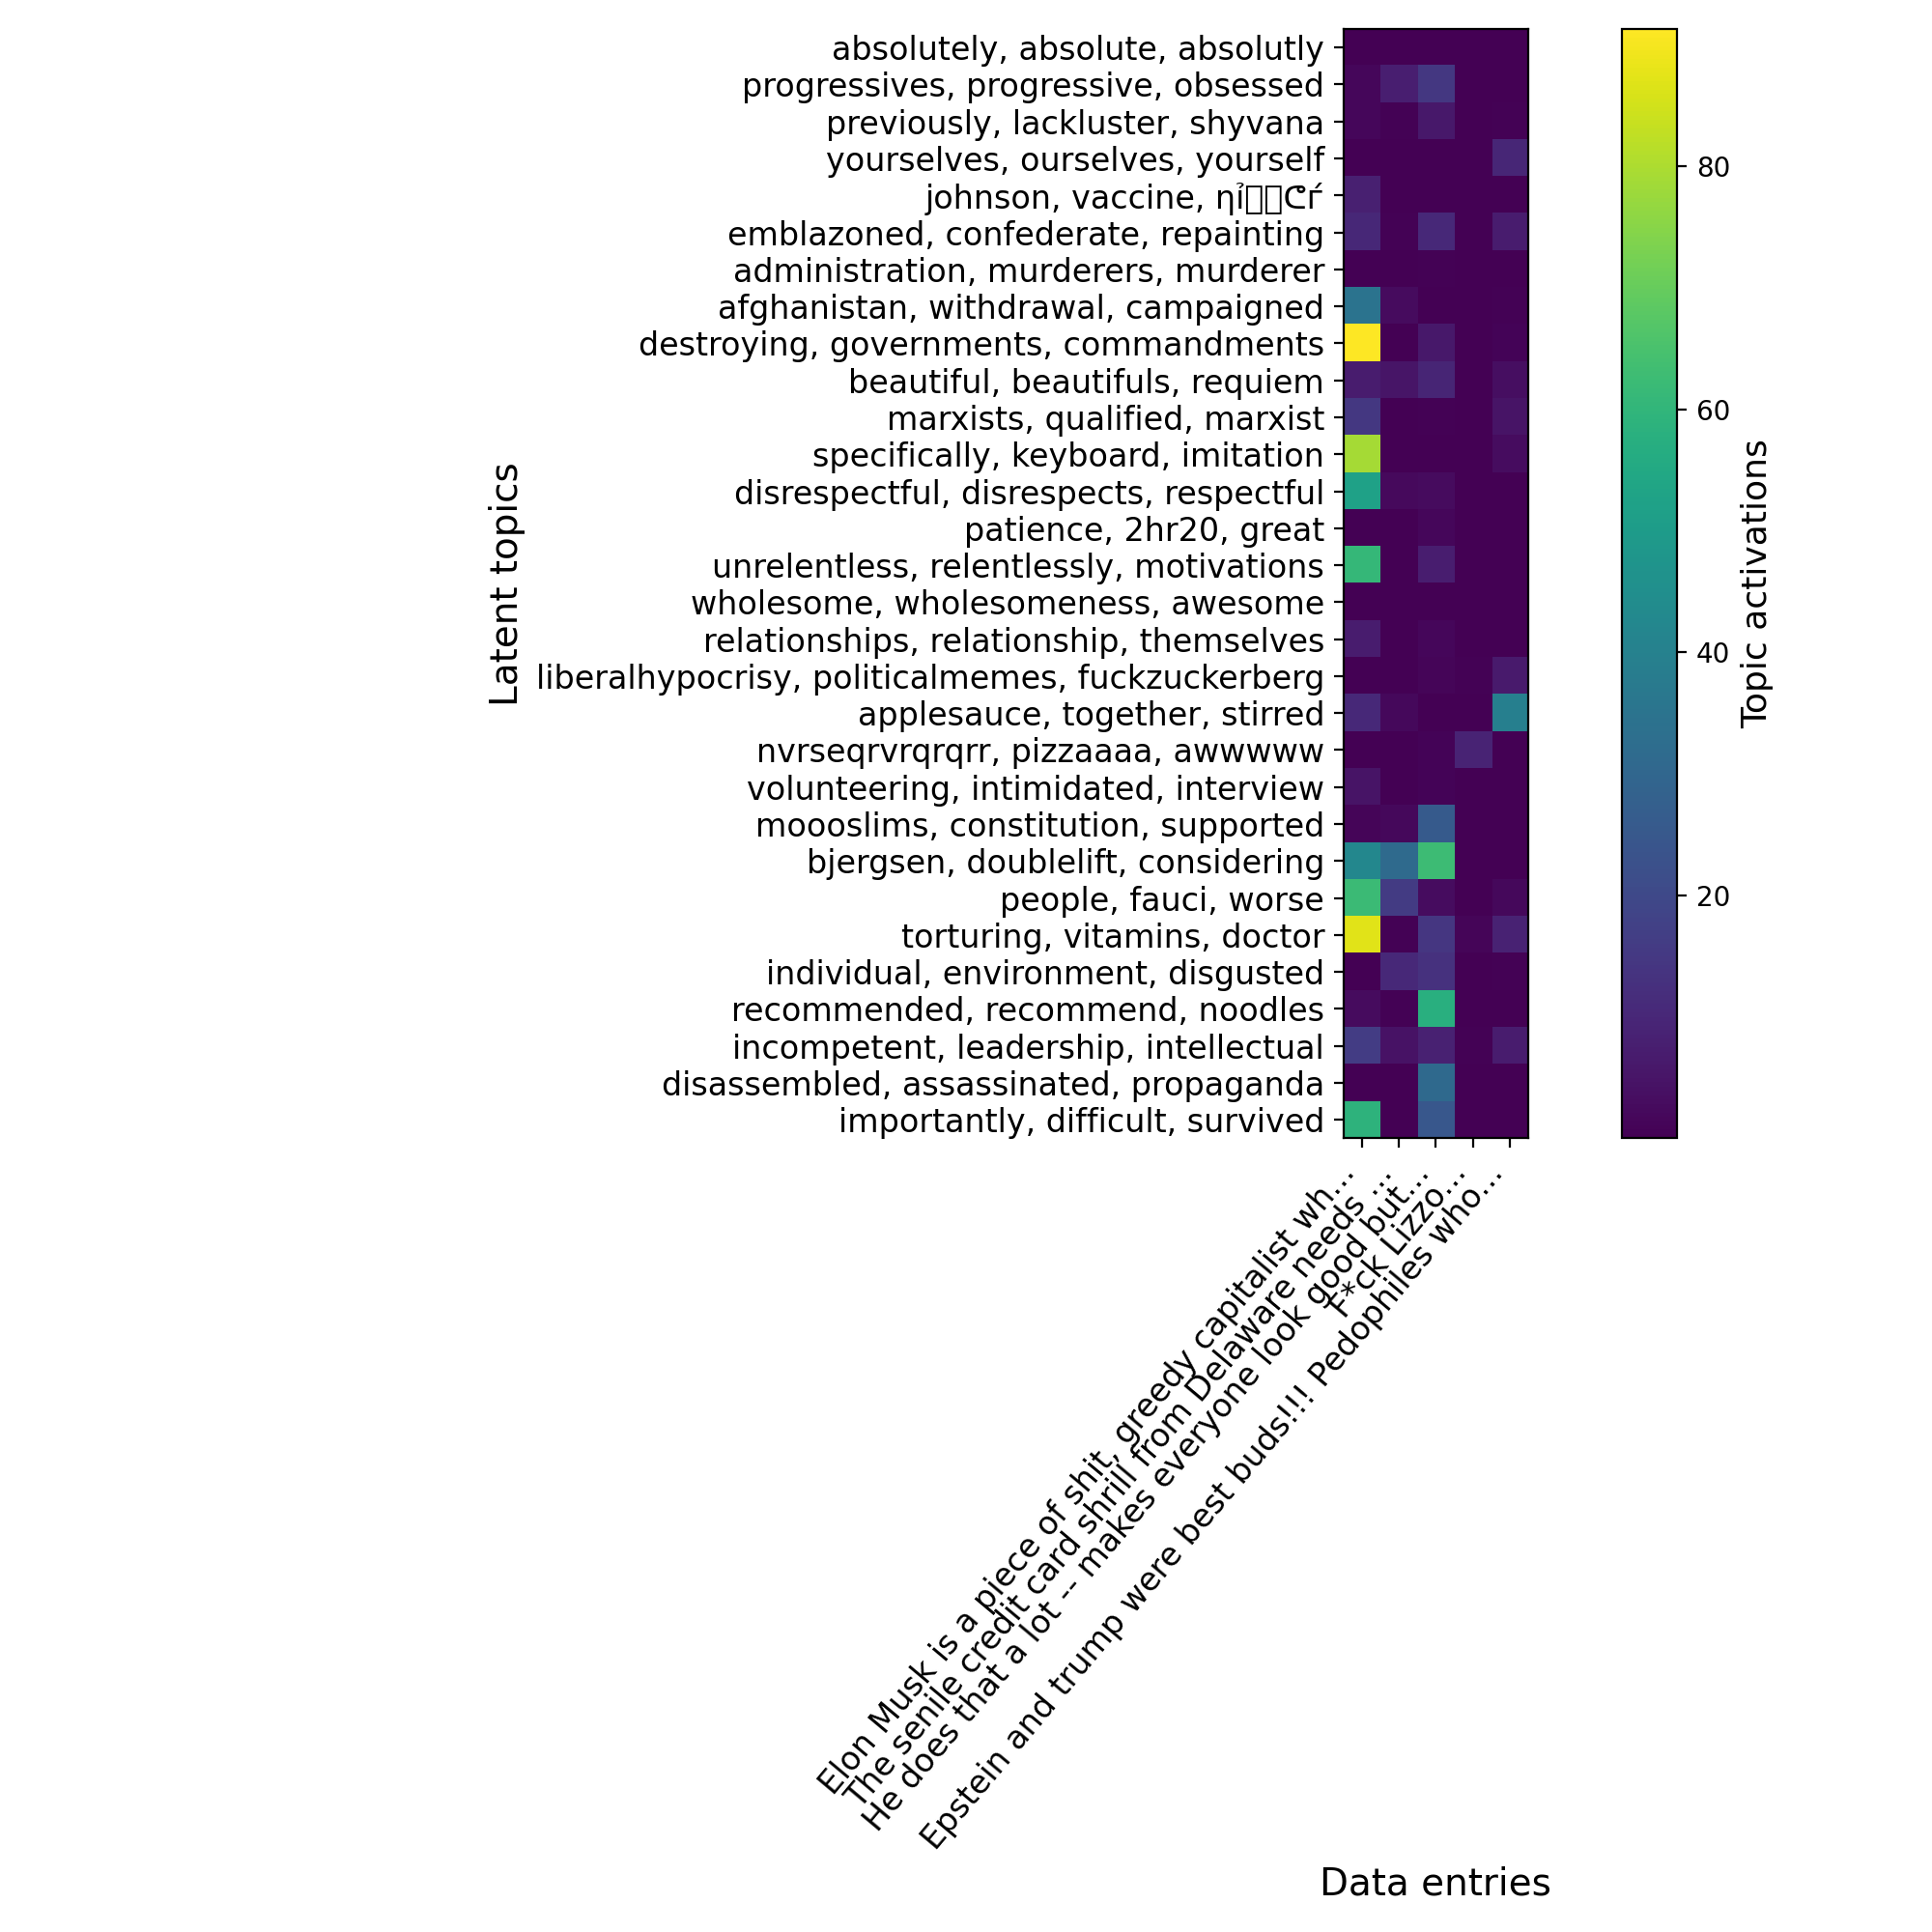 absolutely, absolute, absolutly
progressives, progressive, obsessed
previously, lackluster, shyvana
yourselves, ourselves, yourself
johnson, vaccine,
emblazoned, confederate, repainting
administration, murderers, murderer
afghanistan, withdrawal, campaigned
destroying, governments, commandments
beautiful, beautifuls, requiem
marxists, qualified, marxist
specifically, keyboard, imitation
disrespectful, disrespects, respectful
patience, 2hr20, great
unrelentless, relentlessly, motivations
wholesome, wholesomeness, awesome
relationships, relationship, themselves
liberalhypocrisy, politicalmemes, fuckzuckerberg
applesauce, together, stirred
nvrseqrvrqrqrr, pizzaaaa, awwwww
volunteering, intimidated, interview
moooslims, constitution, supported
bjergsen, doublelift, considering
people, fauci, worse
torturing, vitamins, doctor
individual, environment, disgusted
recommended, recommend, noodles
incompetent, leadership, intellectual
disassembled, assassinated, propaganda
importantly, difficult, survived
Latent topics
Elon Musk is a piece of shit, greedy capitalist wh...
The senile credit card shrill from Delaware needs ...
He does that a lot -- makes everyone look good but...
F*ck Lizzo...
Epstein and trump were best buds!!! Pedophiles who...
Data entries
80
60
40
20
Topic activations